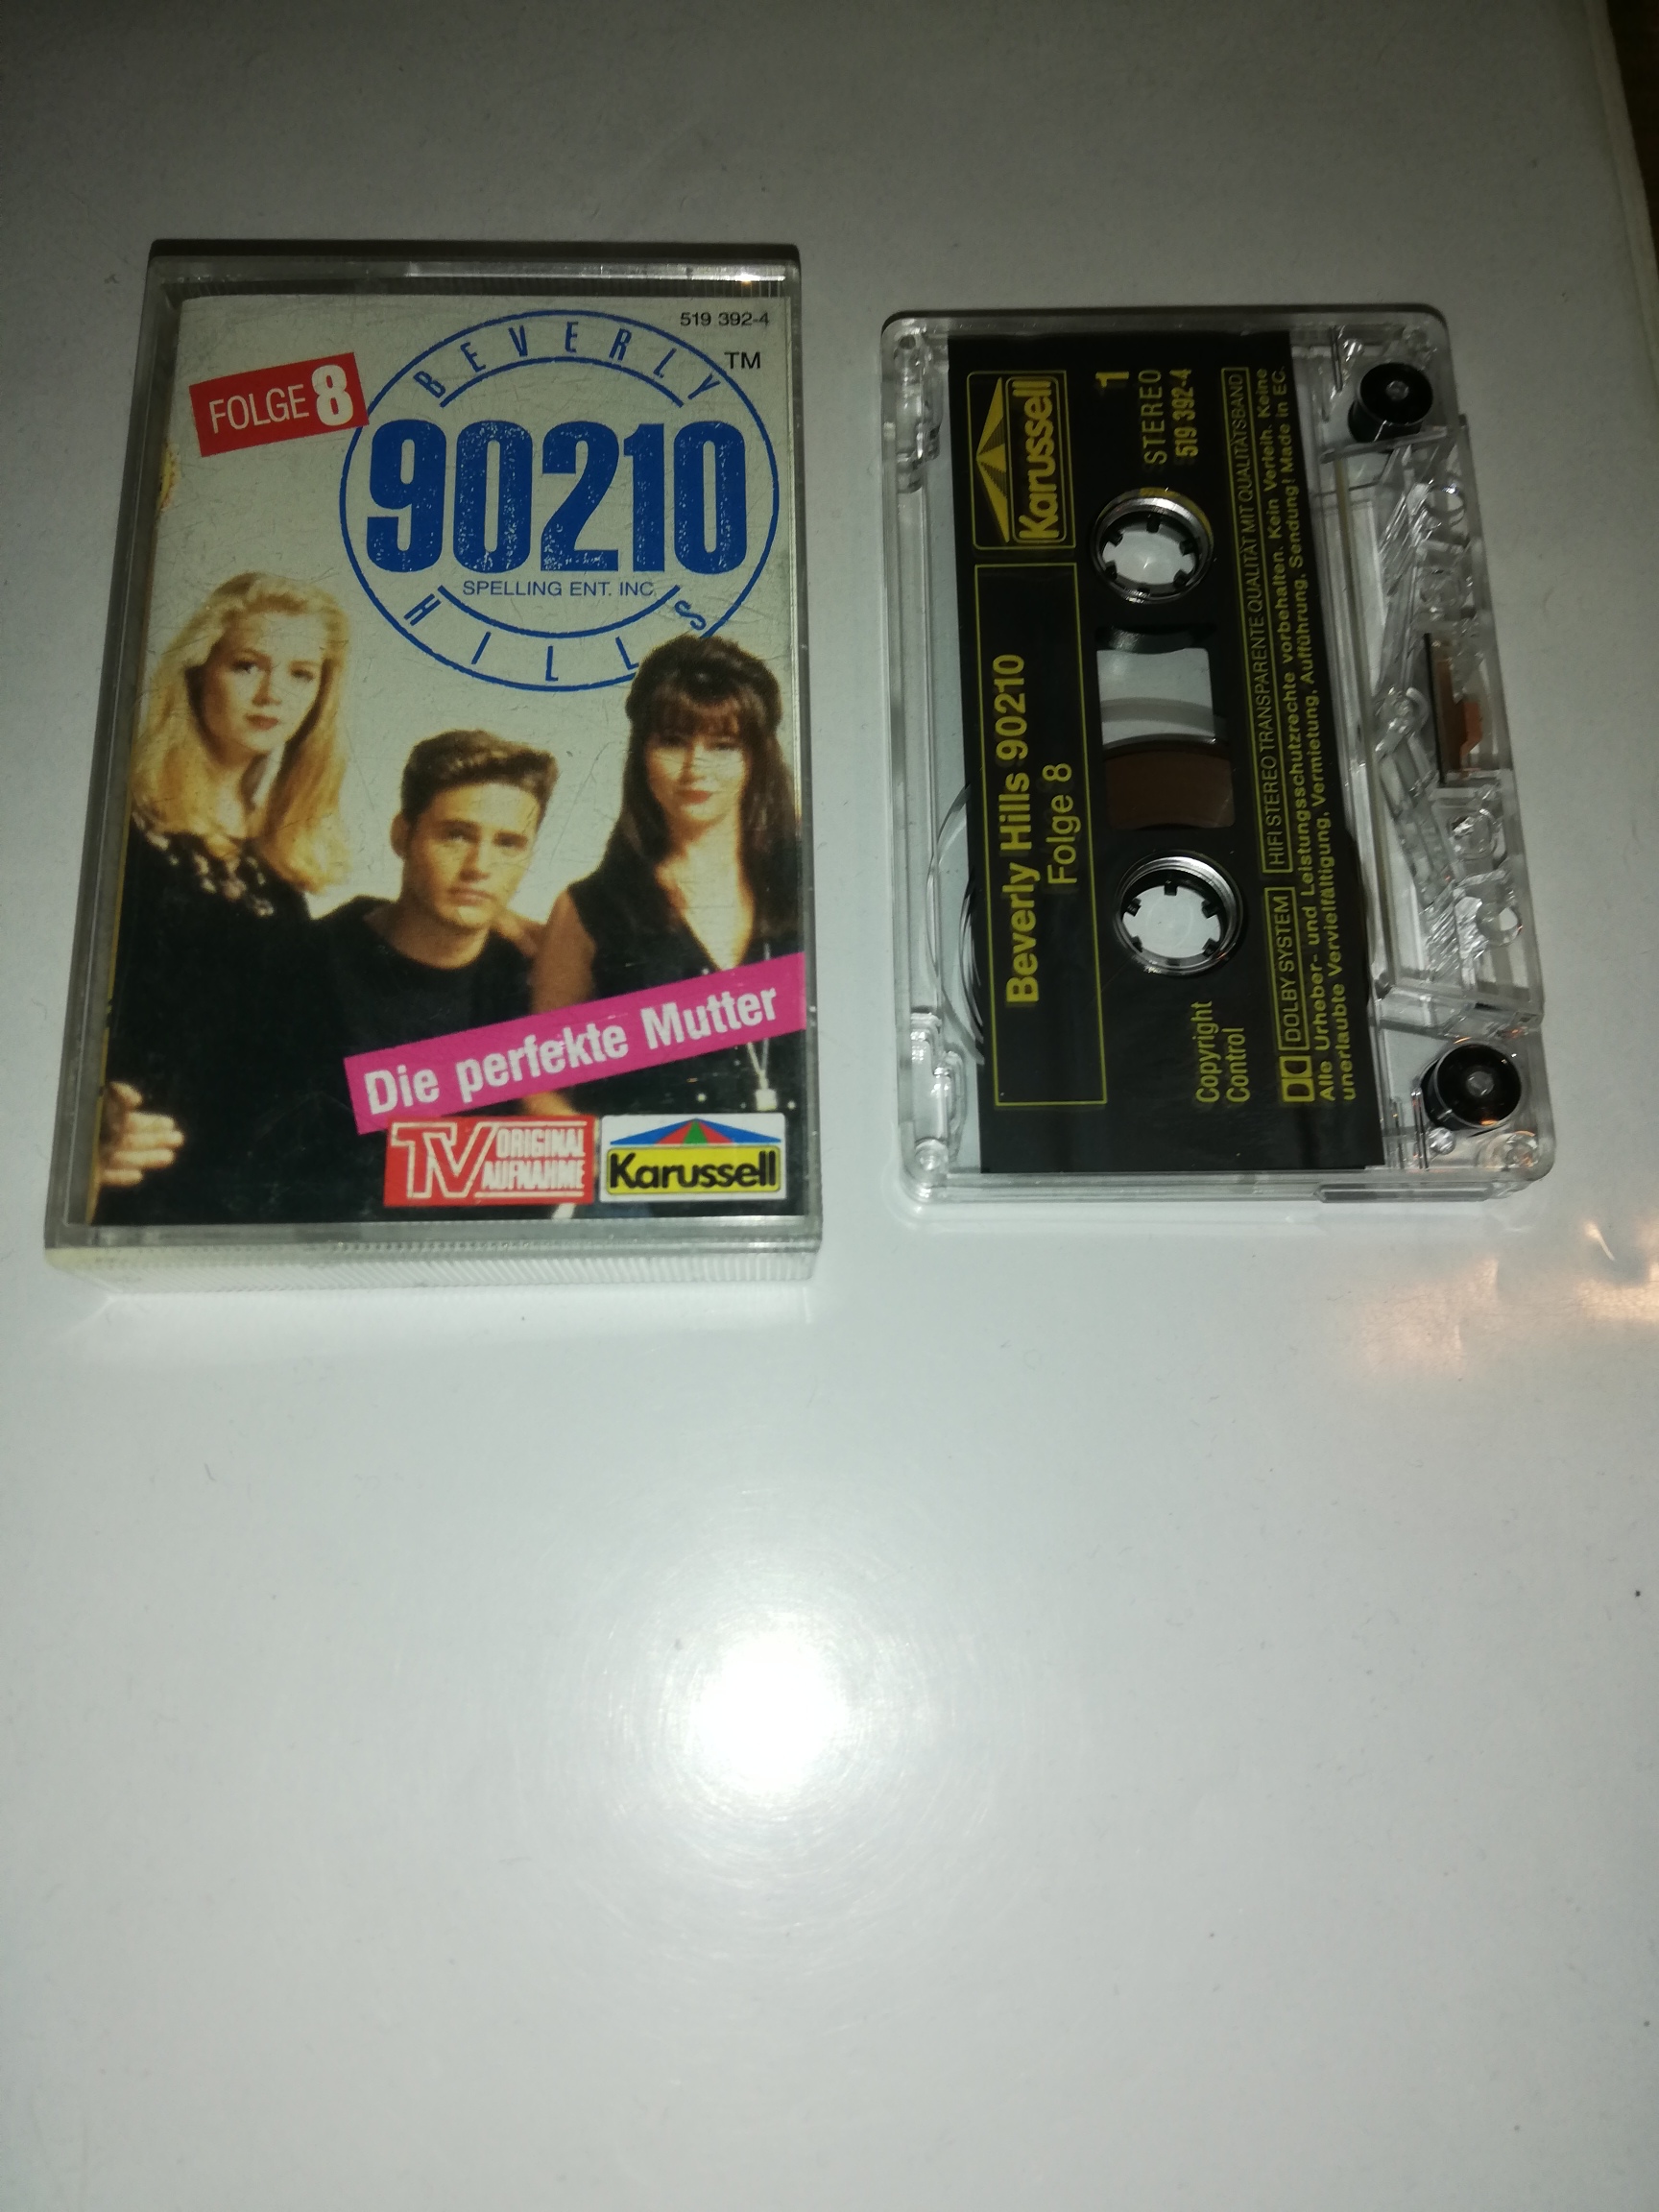 519 392-4
TM
FOLGE 8
BEVERLY
90210
SPELLING ENT. INC.
HILLS
Die perfekte Mutter
TV ORIGINAL
AUFNAHME
Karussell
Karussell
1
STEREO
519 392-4
Beverly Hills 90210
Folge 8
Copyright
Control
DOLBY SYSTEM HIFI STEREO TRANSPARENTE QUALITÄT MIT QUALITÄTSBAND
Alle Urheber- und Leistungsschutzrechte vorbehalten. Kein Verleih. Keine
unerlaubte Vervielfältigung, Vermietung, Aufführung, Sendung! Made in EC.